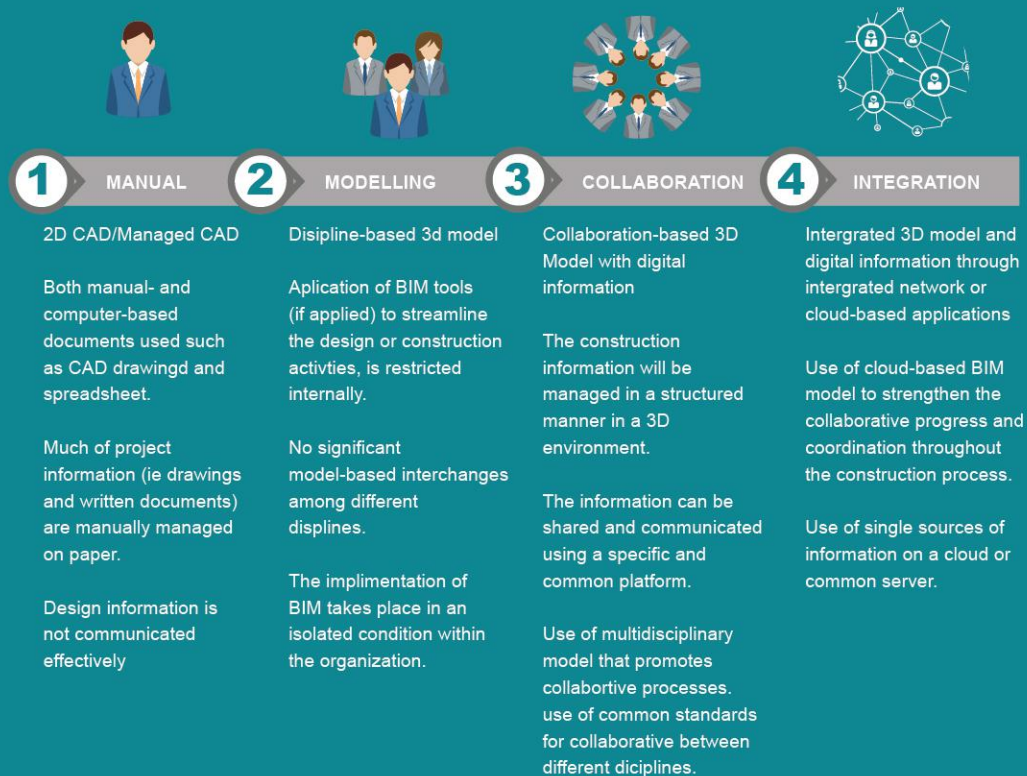 1 MANUAL
2 MODELLING
3 COLLABORATION
4 INTEGRATION
2D CAD/Managed CAD
Both manual- and
computer-based
documents used such
as CAD drawingd and
spreadsheet.
Much of project
information (ie drawings
and written documents)
are manually managed
on paper.
Design information is
not communicated
effectively
Disipline-based 3d model
Aplication of BIM tools
(if applied) to streamline
the design or construction
activties, is restricted
internally.
No significant
model-based interchanges
among different
displines.
The implimentation of
BIM takes place in an
isolated condition within
the organization.
Collaboration-based 3D
Model with digital
information
The construction
information will be
managed in a structured
manner in a 3D
environment.
The information can be
shared and communicated
using a specific and
common platform.
Use of multidisciplinary
model that promotes
collabortive processes.
use of common standards
for collaborative between
different diciplines.
Intergrated 3D model and
digital information through
intergrated network or
cloud-based applications
Use of cloud-based BIM
model to strengthen the
collaborative progress and
coordination throughout
the construction process.
Use of single sources of
information on a cloud or
common server.